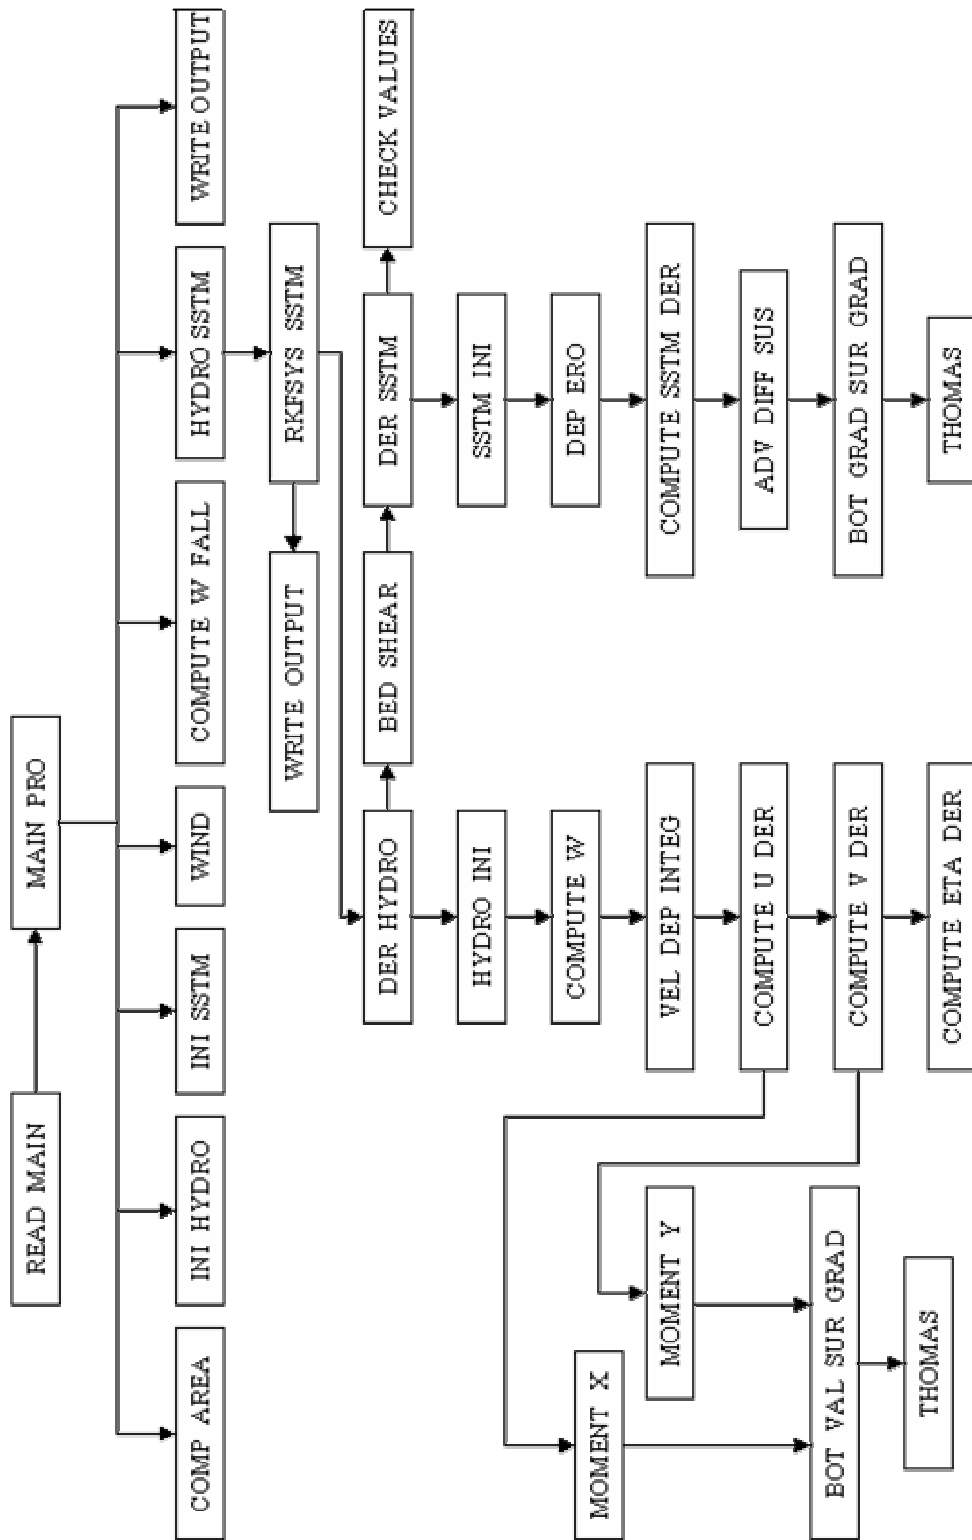 READ MAIN
MAIN PRO
COMP AREA
INI HYDRO
INI SSTM
WIND
COMPUTE W FALL
HYDRO SSTM
WRITE OUTPUT
WRITE OUTPUT
RKFSYS SSTM
DER HYDRO
BED SHEAR
DER SSTM
CHECK VALUES
HYDRO INI
SSTM INI
COMPUTE W
DEP ERO
MOMENT X
MOMENT Y
VEL DEP INTEG
COMPUTE SSTM DER
COMPUTE U DER
ADV DIFF SUS
BOT VAL SUR GRAD
COMPUTE V DER
BOT GRAD SUR GRAD
THOMAS
COMPUTE ETA DER
THOMAS